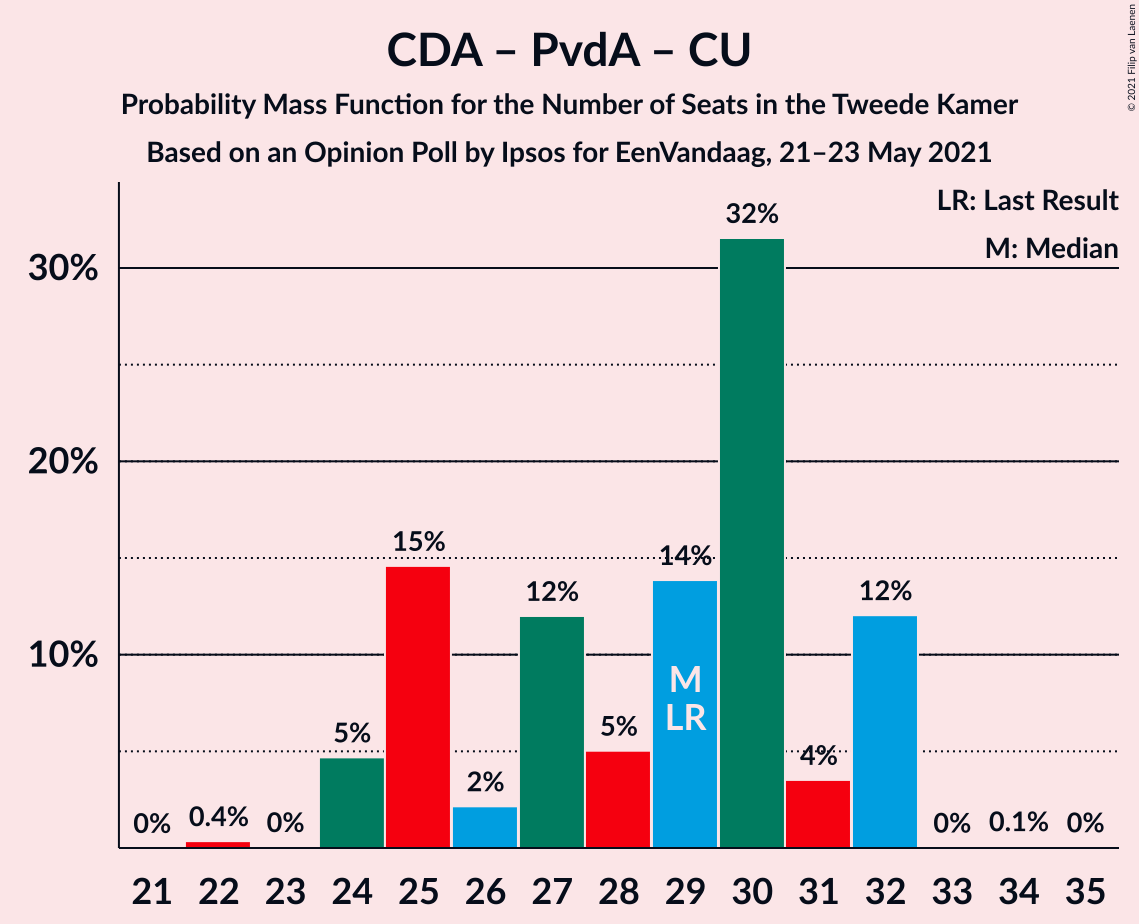 CDA – PvdA – CU
Probability Mass Function for the Number of Seats in the Tweede Kamer
Based on an Opinion Poll by Ipsos for EenVandaag, 21–23 May 2021
© 2021 Filip van Laenen
LR: Last Result
M: Median
30%
20%
10%
0%
0.4%
0%
5%
15%
2%
12%
5%
14%
32%
4%
12%
0%
0.1%
0%
M
LR
21 22 23 24 25 26 27 28 29 30 31 32 33 34 35